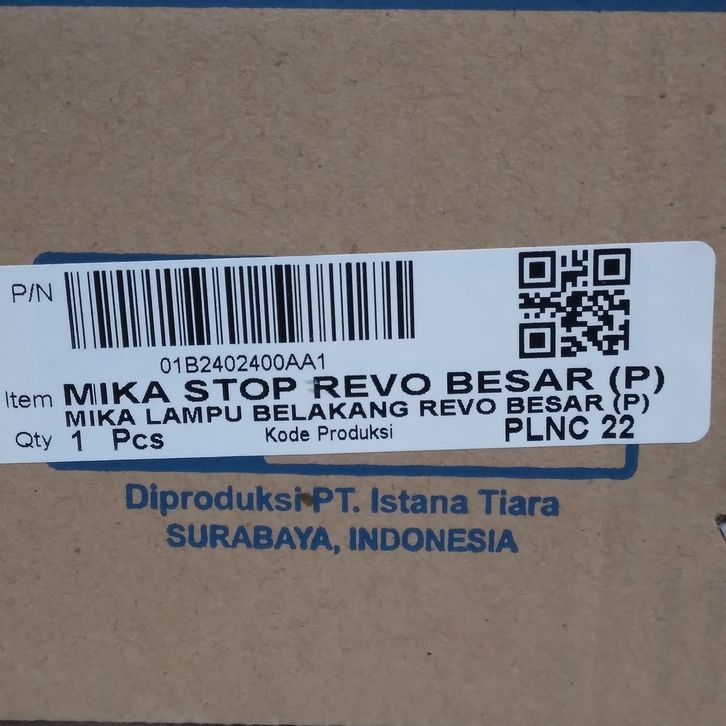 P/N
01B2402400AA1
Item MIKA STOP REVO BESAR (P)
MIKA LAMPU BELAKANG REVO BESAR (P)
Qty 1 Pcs Kode Produksi PLNC 22
Diproduksi PT. Istana Tiara
SURABAYA, INDONESIA